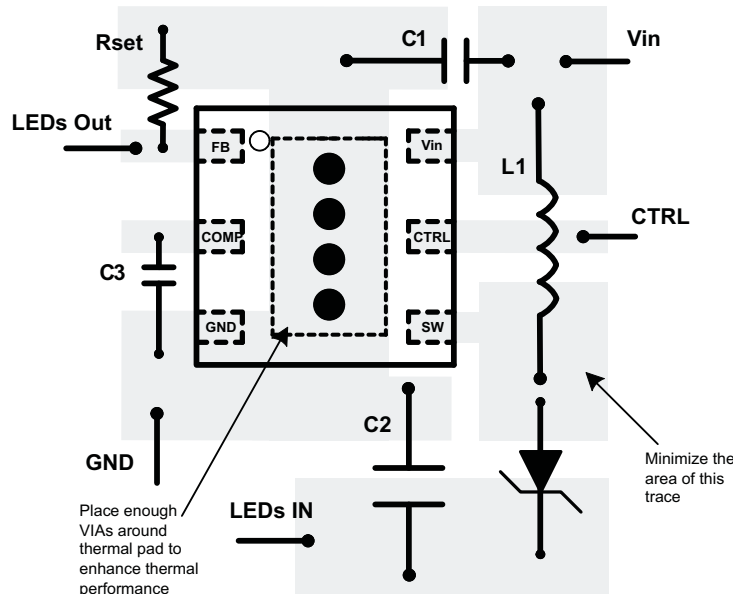 Rset
C1
Vin
LEDs Out
FB
Vin
L1
COMP
CTRL
CTRL
C3
GND
SW
C2
GND
LEDs IN
Minimize the
area of this
trace
Place enough
VIAs around
thermal pad to
enhance thermal
performance